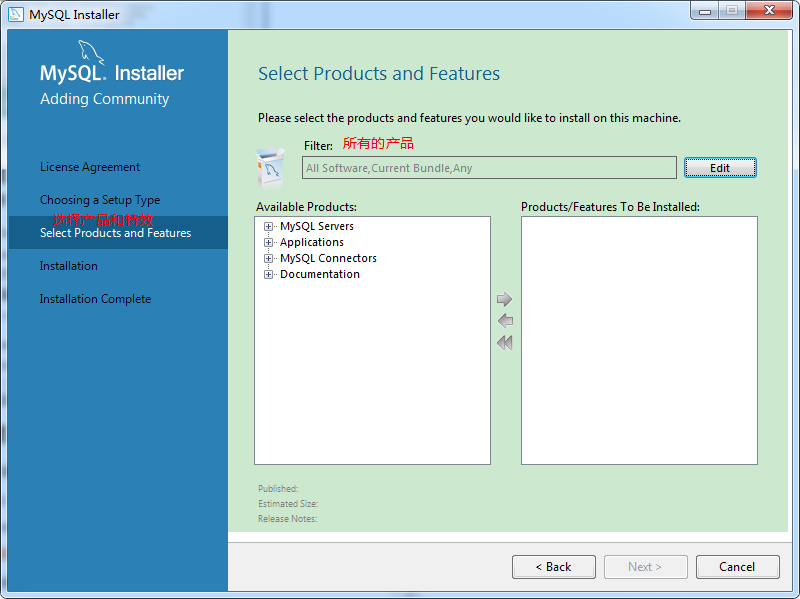 MySQL Installer
MySQL. Installer
Adding Community
License Agreement
Choosing a Setup Type
选择产品和特效
Select Products and Features
Installation
Installation Complete
Select Products and Features
Please select the products and features you would like to install on this machine.
Filter: 所有的产品
All Software,Current Bundle,Any
Edit
Available Products:
MySQL Servers
Applications
MySQL Connectors
Documentation
Products/Features To Be Installed:
Published:
Estimated Size:
Release Notes:
< Back
Next >
Cancel